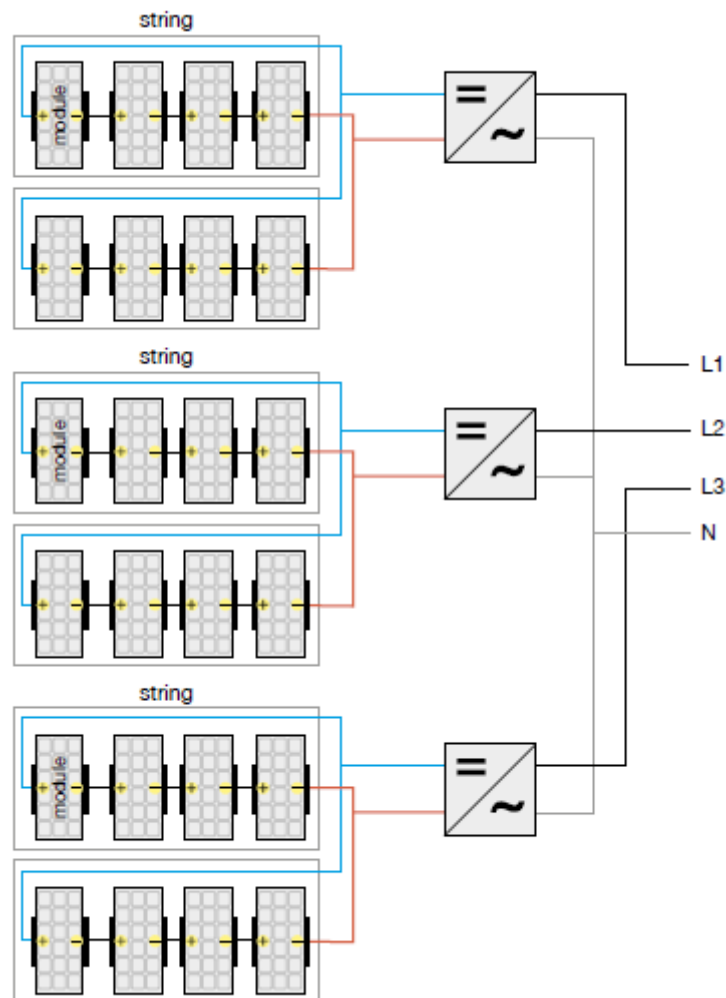 string
module
L1
string
L2
module
L3
N
string
module